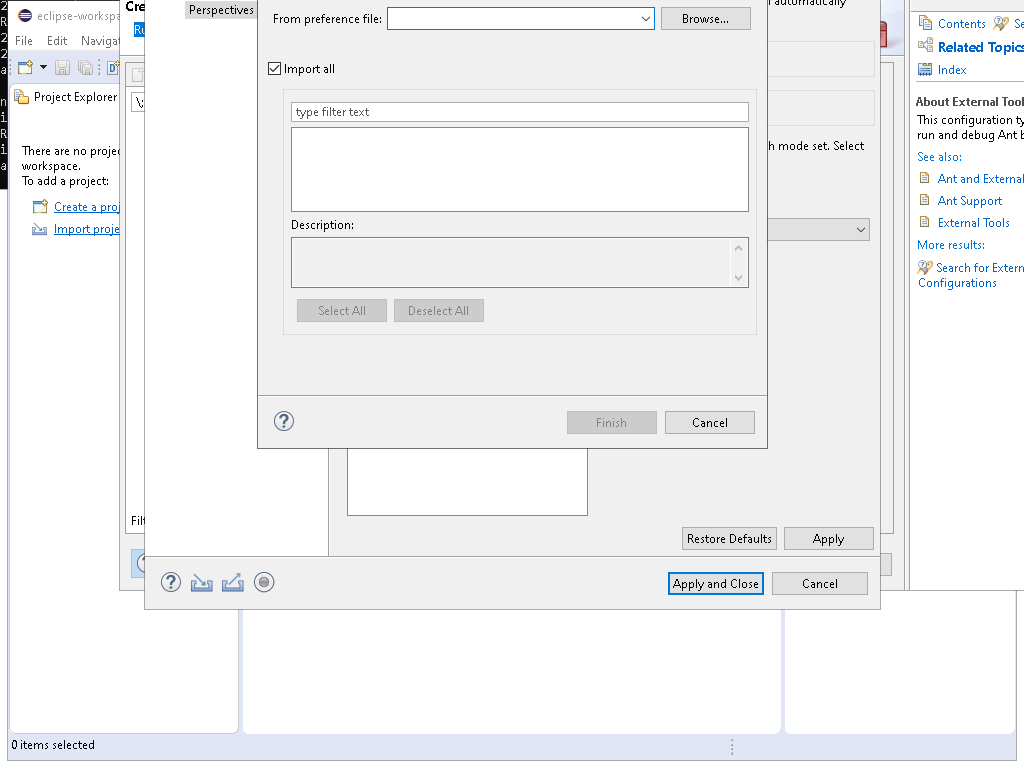 eclipse-workspa
File Edit Navigat
Project Explorer
There are no projec
workspace.
To add a project:
Create a proj
Import proje
0 items selected
Cre
Ru
Filt
Perspectives
From preference file:
Browse...
Import all
type filter text
Description:
Select All
Deselect All
Finish
Cancel
automatically
h mode set. Select
Restore Defaults
Apply
Apply and Close
Cancel
Contents
Se
Related Topics
Index
About External Tool
This configuration ty
run and debug Ant b
See also:
Ant and External
Ant Support
External Tools
More results:
Search for Extern
Configurations